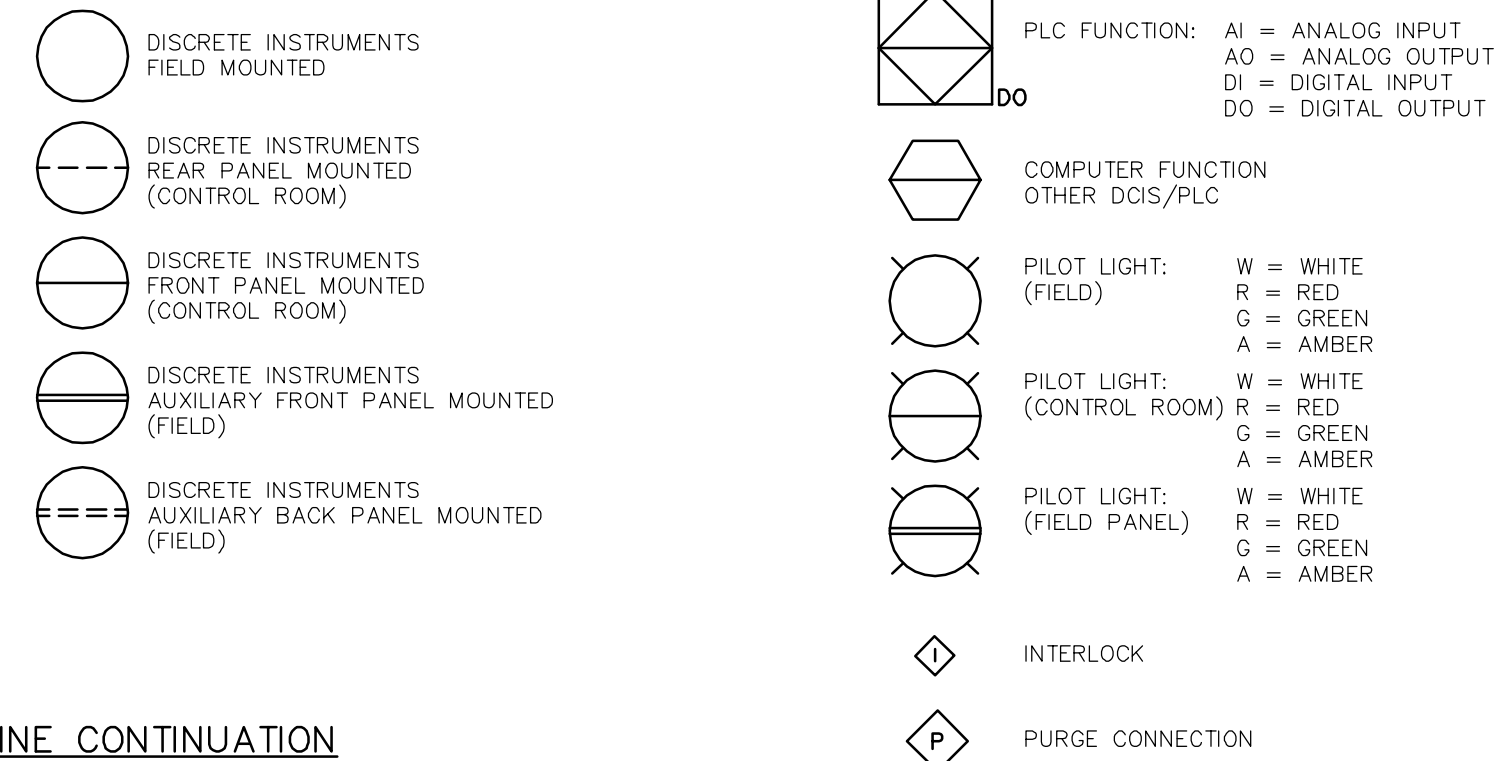 DISCRETE INSTRUMENTS
FIELD MOUNTED
DISCRETE INSTRUMENTS
REAR PANEL MOUNTED
(CONTROL ROOM)
DISCRETE INSTRUMENTS
FRONT PANEL MOUNTED
(CONTROL ROOM)
DISCRETE INSTRUMENTS
AUXILIARY FRONT PANEL MOUNTED
(FIELD)
DISCRETE INSTRUMENTS
AUXILIARY BACK PANEL MOUNTED
(FIELD)
INE CONTINUATION
DO
PLC FUNCTION: AI = ANALOG INPUT
AO = ANALOG OUTPUT
DI = DIGITAL INPUT
DO = DIGITAL OUTPUT
COMPUTER FUNCTION
OTHER DCIS/PLC
PILOT LIGHT: W = WHITE
(FIELD) R = RED
G = GREEN
A = AMBER
PILOT LIGHT: W = WHITE
(CONTROL ROOM) R = RED
G = GREEN
A = AMBER
PILOT LIGHT: W = WHITE
(FIELD PANEL) R = RED
G = GREEN
A = AMBER
I INTERLOCK
P PURGE CONNECTION